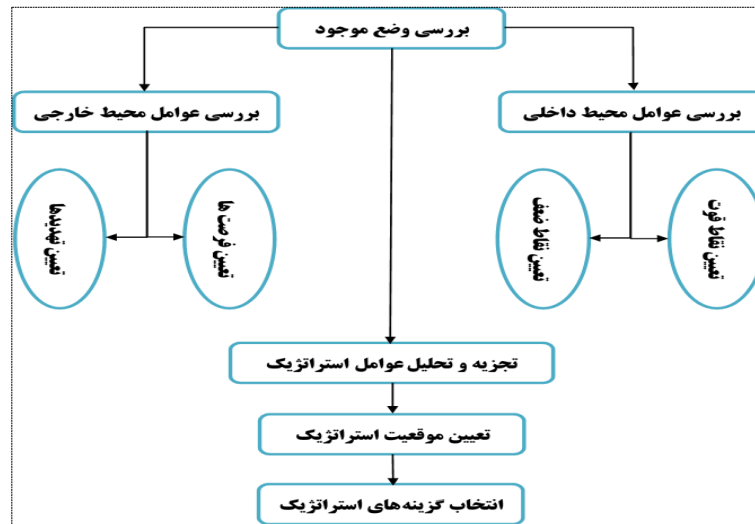 بررسی وضع موجود
بررسی عوامل محیط داخلی
بررسی عوامل محیط خارجی
تعیین نقاط قوت
تعیین نقاط ضعف
تعیین فرصت ها
تعیین تهدیدها
تجزیه و تحلیل عوامل استراتژیک
تعیین موقعیت استراتژیک
انتخاب گزینه‌های استراتژیک